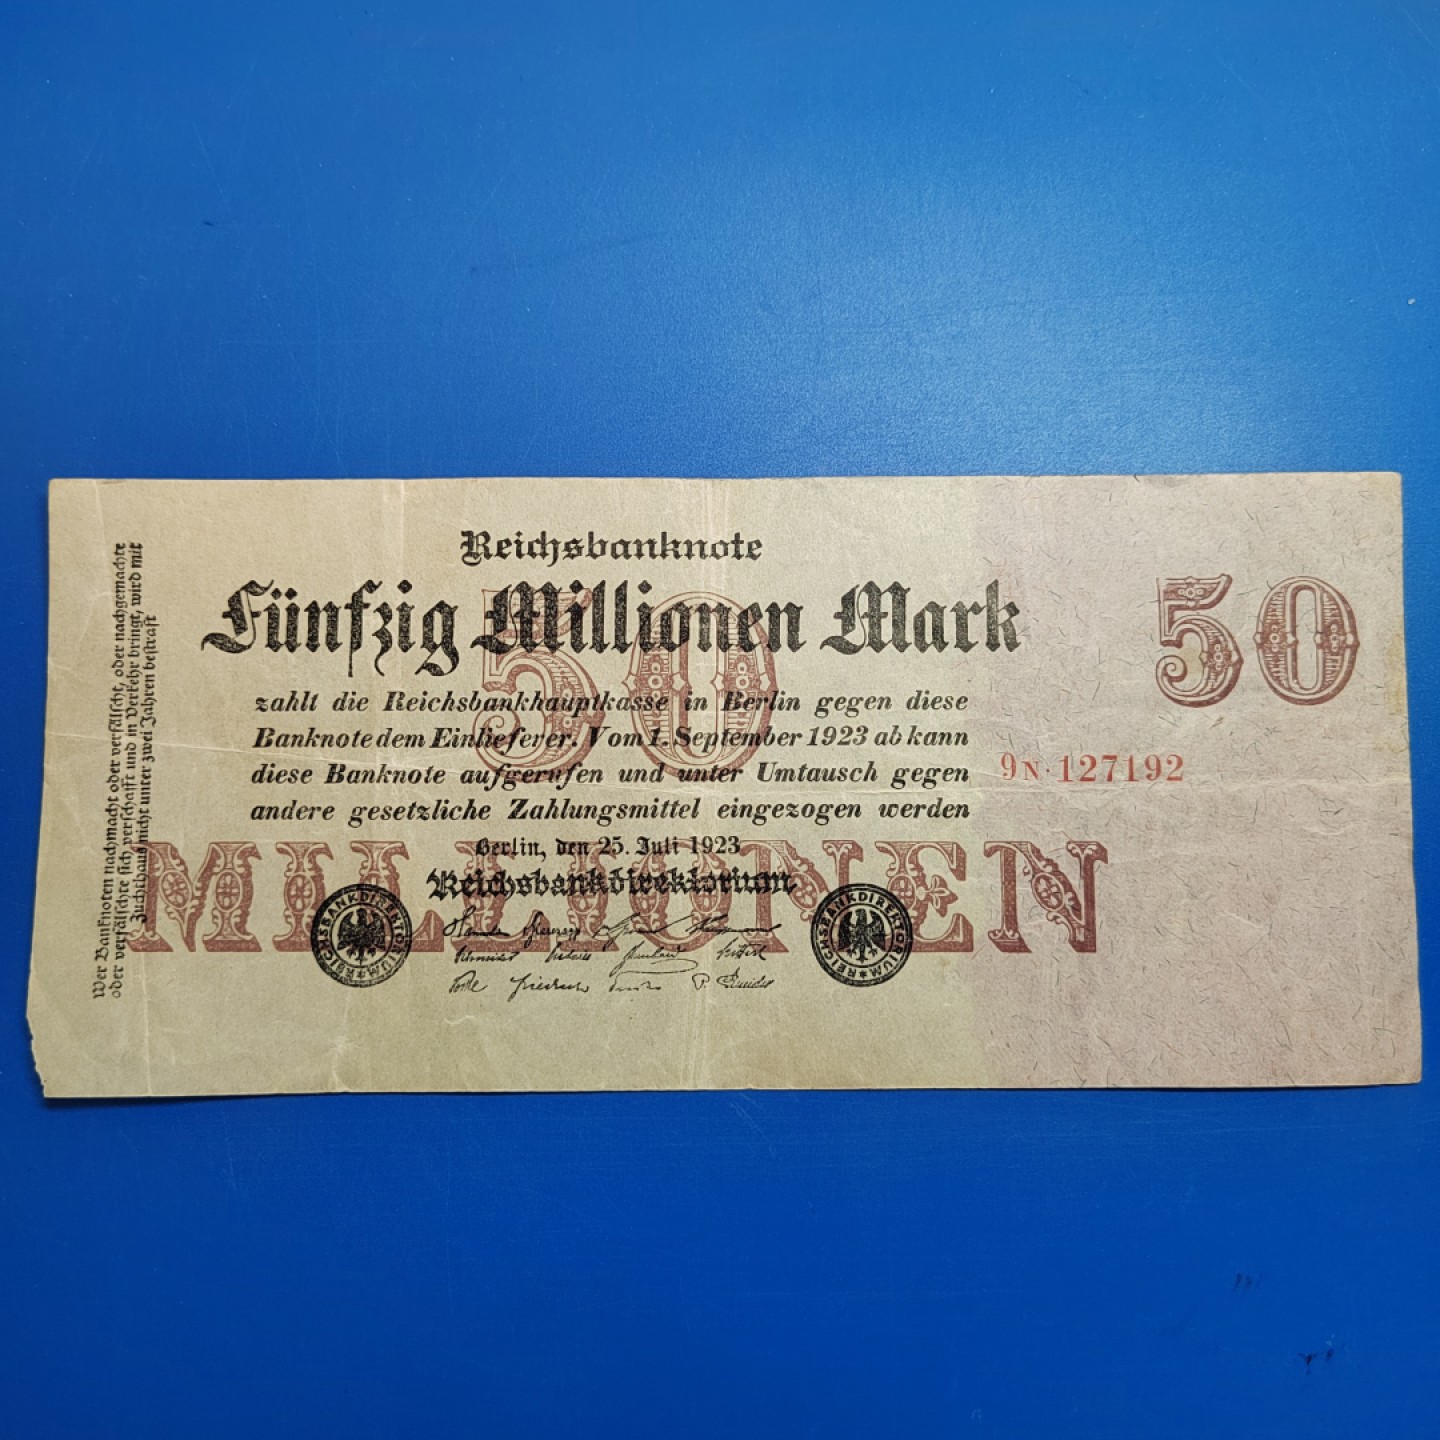 Reichsbanknote
Fünfzig Millionen Mark
50
50
zahlt die Reichsbankhauptkasse in Berlin gegen diese
Banknote dem Einlieferer. Vom 1. September 1923 ab kann
diese Banknote aufgerufen und unter Umtausch gegen
andere gesetzliche Zahlungsmittel eingezogen werden
9N·127192
Berlin, den 25. Juli 1923
MILLIONEN
Reichsbankdirektorium
REICHSBANKDIREKTORIUM
REICHSBANKDIREKTORIUM
Wer Banknoten nachmacht oder verfälscht, oder nachgemachte
oder verfälschte sich verschafft und in Verkehr bringt, wird mit
Zuchthaus nicht unter zwei Jahren bestraft